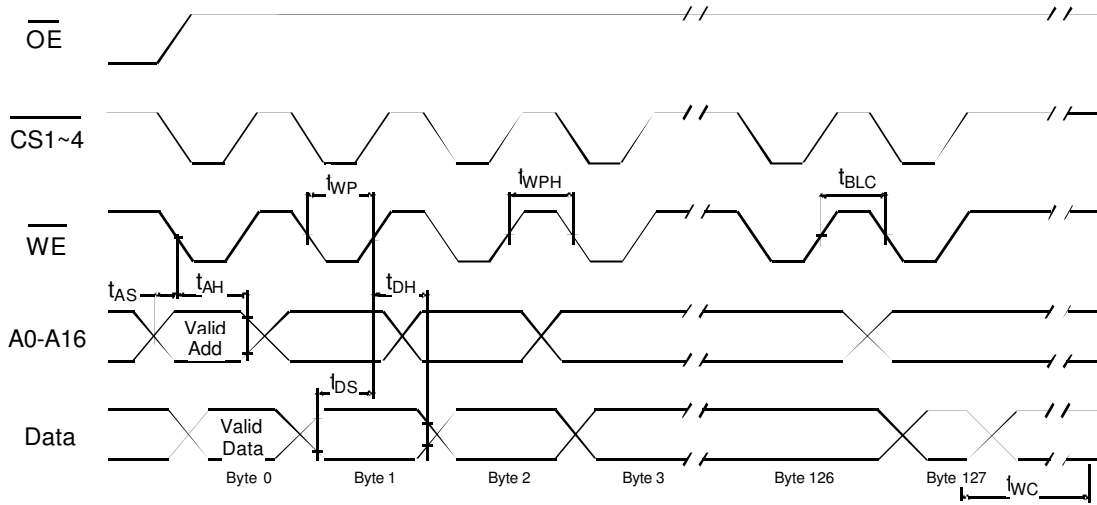 OE
CS1~4
tWP
tWPH
tBLC
WE
tAS
tAH
tDH
A0-A16
Valid
Add
tDS
Data
Valid
Data
Byte 0
Byte 1
Byte 2
Byte 3
Byte 126
Byte 127
tWC